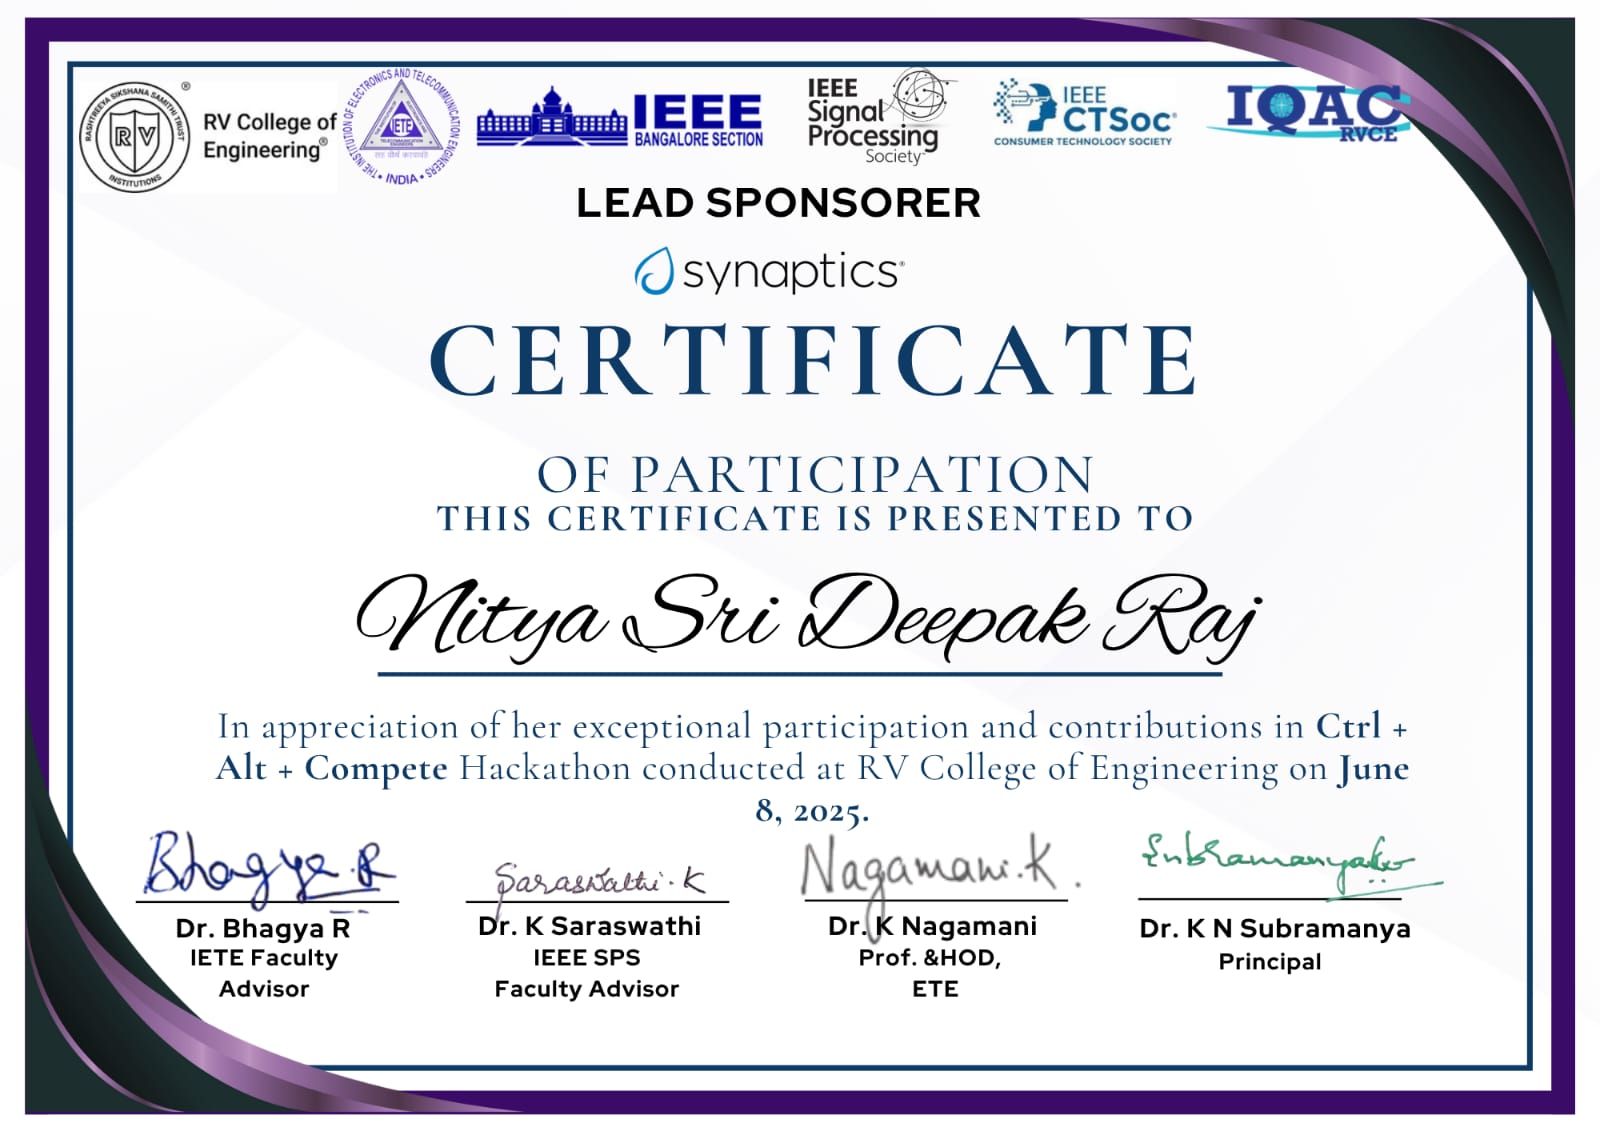 RASHTREEYA SIKSHANA SAMITHI TRUST
RV
INSTITUTIONS
®
RV College of
Engineering®
THE INSTITUTION OF ELECTRONICS AND TELECOMMUNICATION ENGINEERS
IETE
INDIA
IEEE
BANGALORE SECTION
IEEE
Signal
Processing
Society
IEEE
CTSoc
CONSUMER TECHNOLOGY SOCIETY
IQAC
RVCE
LEAD SPONSORER
synaptics®
CERTIFICATE
OF PARTICIPATION
THIS CERTIFICATE IS PRESENTED TO
Nitya Sri Deepak Raj
In appreciation of her exceptional participation and contributions in Ctrl +
Alt + Compete Hackathon conducted at RV College of Engineering on June
8, 2025.
Bhagya.R
Saraswathi.K
Nagamani.K.
Subramanya
Dr. Bhagya R
IETE Faculty
Advisor
Dr. K Saraswathi
IEEE SPS
Faculty Advisor
Dr. K Nagamani
Prof. &HOD,
ETE
Dr. K N Subramanya
Principal